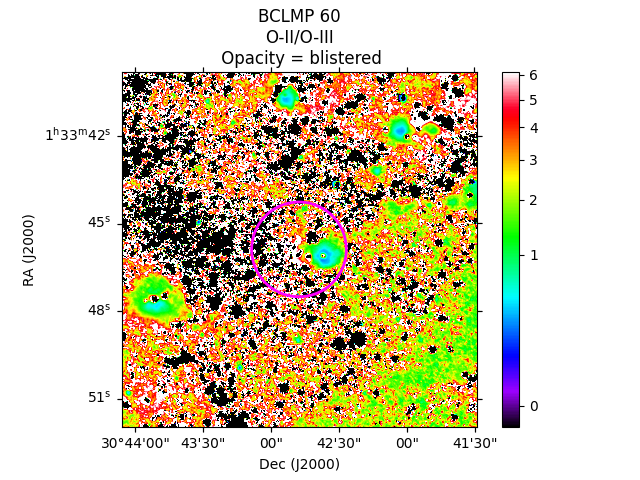 BCLMP 60
O-II/O-III
Opacity = blistered
1ʰ33ᵐ42ˢ
45ˢ
48ˢ
51ˢ
30°44'00" 43'30" 00" 42'30" 00" 41'30"
Dec (J2000)
RA (J2000)
6
5
4
3
2
1
0